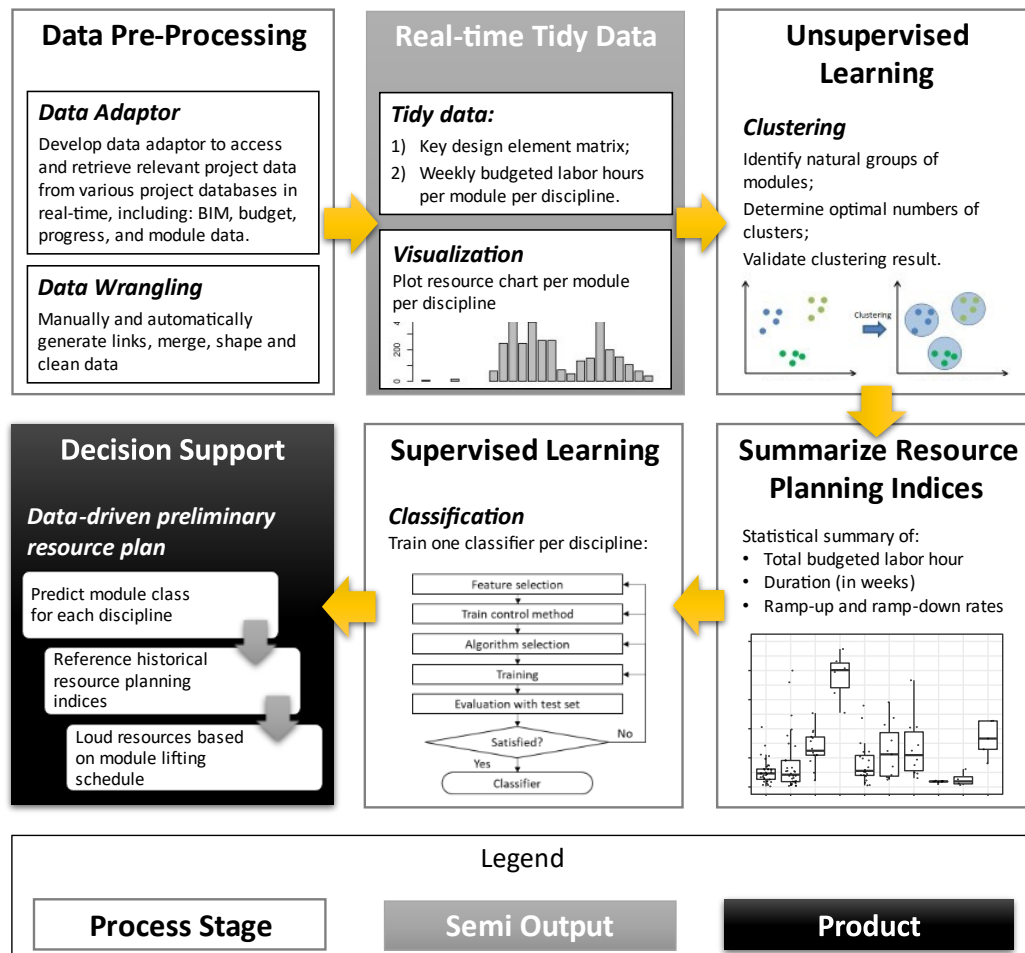 Data Pre-Processing
Data Adaptor
Develop data adaptor to access
and retrieve relevant project data
from various project databases in
real-time, including: BIM, budget,
progress, and module data.
Data Wrangling
Manually and automatically
generate links, merge, shape and
clean data
Real-time Tidy Data
Tidy data:
1) Key design element matrix;
2) Weekly budgeted labor hours
per module per discipline.
Visualization
Plot resource chart per module
per discipline
4
200
0
Unsupervised
Learning
Clustering
Identify natural groups of
modules;
Determine optimal numbers of
clusters;
Validate clustering result.
Clustering
Summarize Resource
Planning Indices
Statistical summary of:
• Total budgeted labor hour
• Duration (in weeks)
• Ramp-up and ramp-down rates
Supervised Learning
Classification
Train one classifier per discipline:
Feature selection
Train control method
Algorithm selection
Training
Evaluation with test set
Satisfied?
No
Yes
Classifier
Decision Support
Data-driven preliminary
resource plan
Predict module class
for each discipline
Reference historical
resource planning
indices
Loud resources based
on module lifting
schedule
Legend
Process Stage
Semi Output
Product